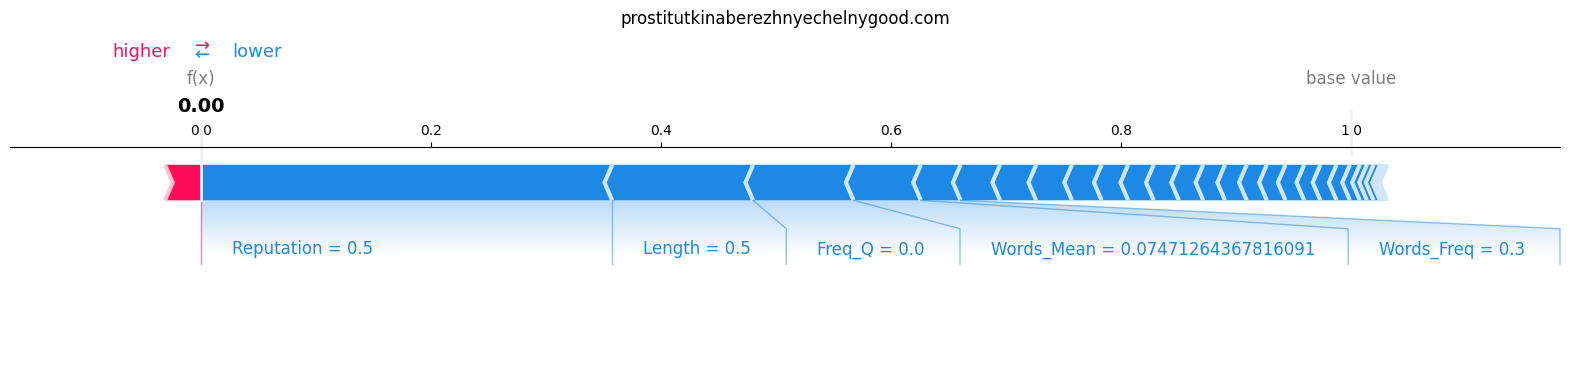 prostitutkinaberezhnyechelnygood.com
higher ⇄ lower
f(x) base value
0.00
0.0 0.2 0.4 0.6 0.8 1.0
Reputation = 0.5 Length = 0.5 Freq_Q = 0.0 Words_Mean = 0.07471264367816091 Words_Freq = 0.3